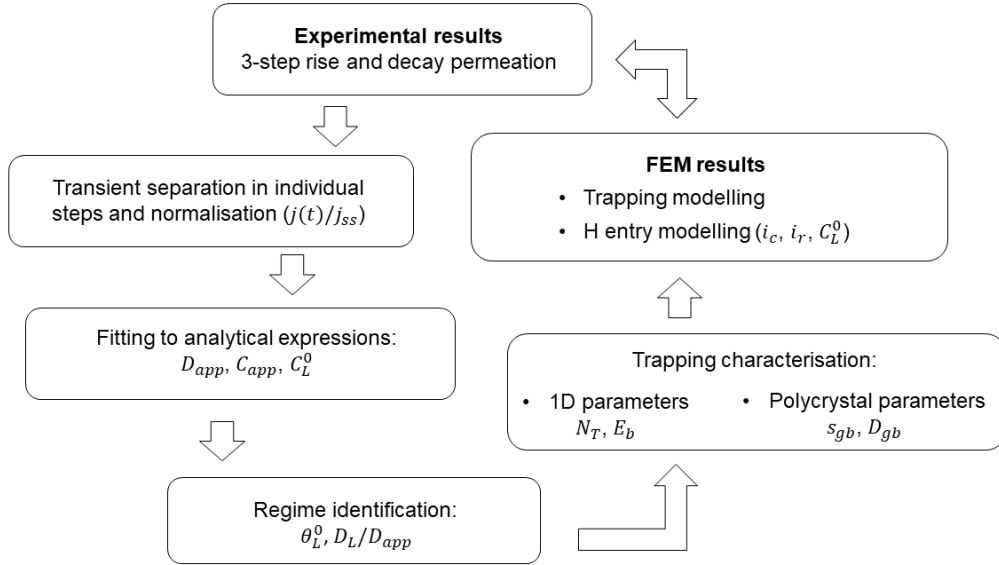 Experimental results
3-step rise and decay permeation
Transient separation in individual
steps and normalisation (j(t)/j_ss)
Fitting to analytical expressions:
D_app, C_app, C_L^0
Regime identification:
θ_L^0, D_L/D_app
FEM results
• Trapping modelling
• H entry modelling (i_c, i_r, C_L^0)
Trapping characterisation:
• 1D parameters
N_T, E_b
• Polycrystal parameters
s_gb, D_gb